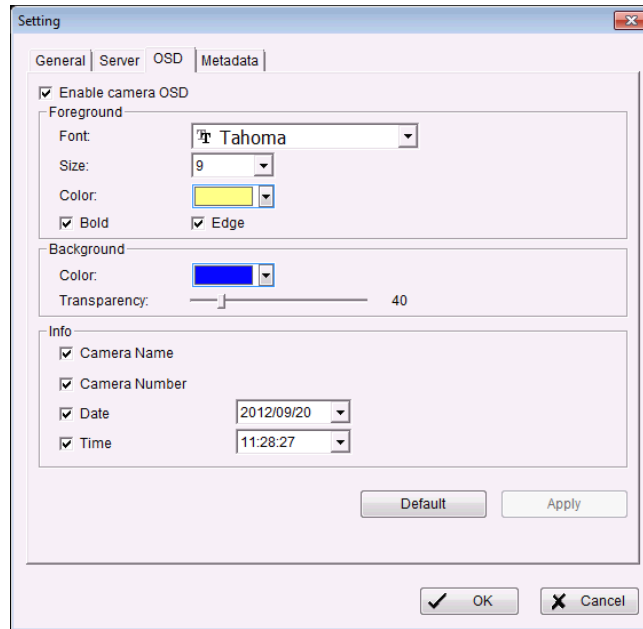 Setting
General Server OSD Metadata
Enable camera OSD
Foreground
Font: Tahoma
Size: 9
Color:
Bold Edge
Background
Color:
Transparency: 40
Info
Camera Name
Camera Number
Date 2012/09/20
Time 11:28:27
Default Apply
OK Cancel